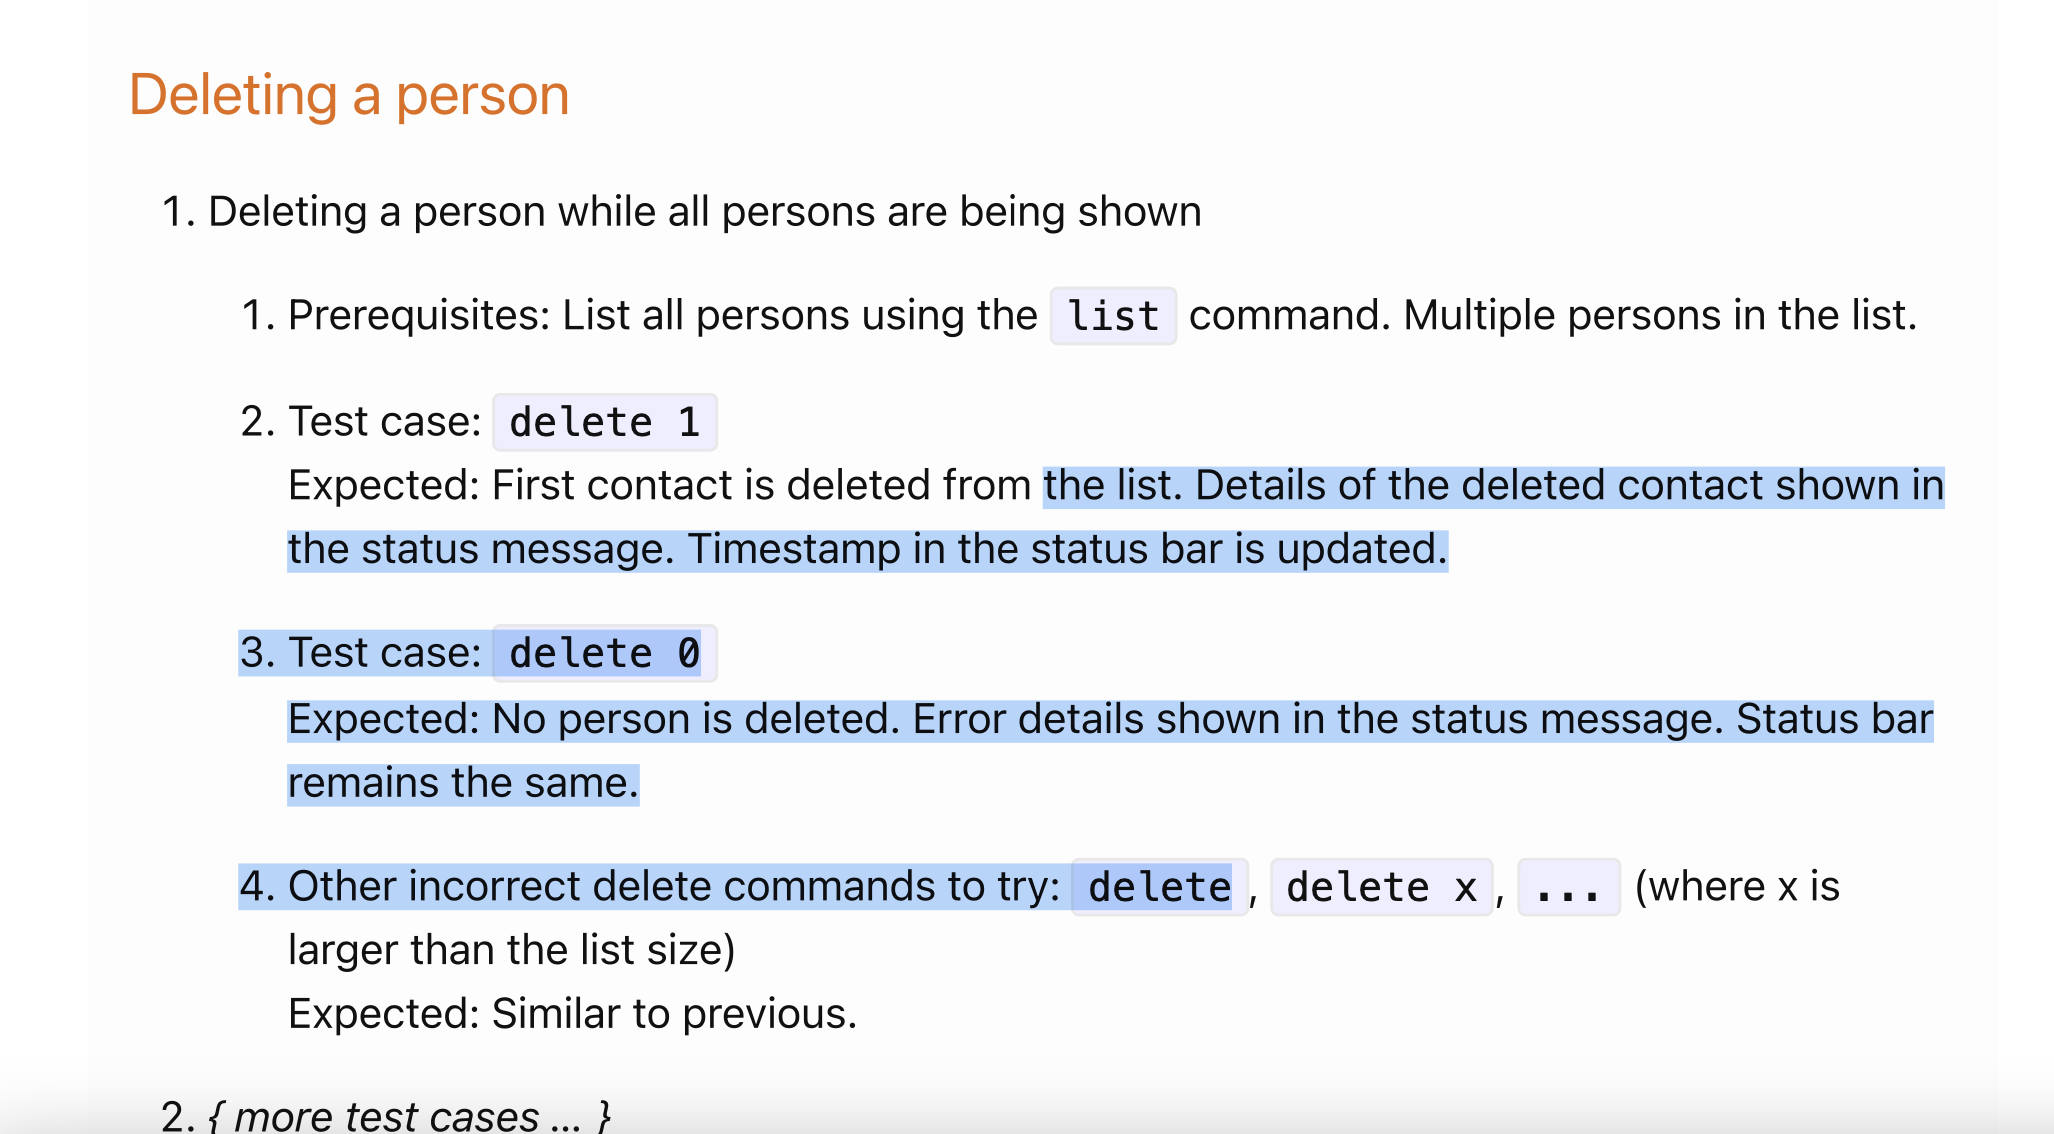 Deleting a person
1. Deleting a person while all persons are being shown
1. Prerequisites: List all persons using the list command. Multiple persons in the list.
2. Test case: delete 1
Expected: First contact is deleted from the list. Details of the deleted contact shown in
the status message. Timestamp in the status bar is updated.
3. Test case: delete 0
Expected: No person is deleted. Error details shown in the status message. Status bar
remains the same.
4. Other incorrect delete commands to try: delete, delete x, ... (where x is
larger than the list size)
Expected: Similar to previous.
2. { more test cases ... }